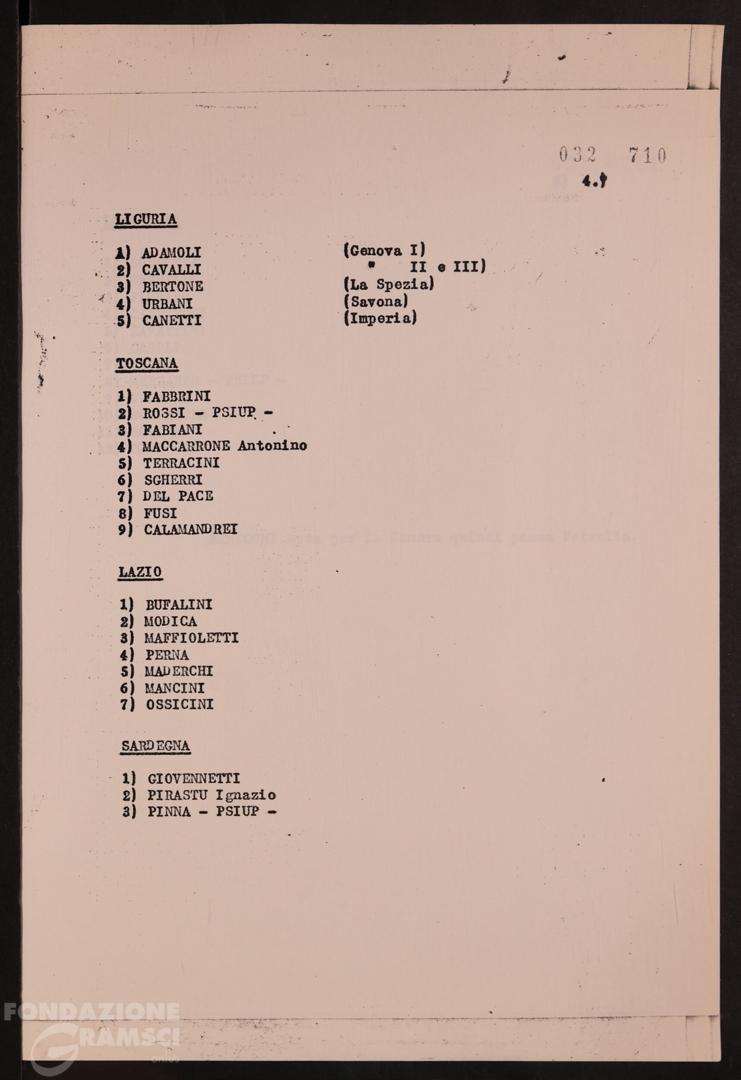 032 710
4.
LIGURIA
1) ADAMOLI (Genova I)
2) CAVALLI " II e III)
3) BERTONE (La Spezia)
4) URBANI (Savona)
5) CANETTI (Imperia)
TOSCANA
1) FABBRINI
2) ROSSI - PSIUP -
3) FABIANI
4) MACCARRONE Antonino
5) TERRACINI
6) SGHERRI
7) DEL PACE
8) FUSI
9) CALAMANDREI
LAZIO
1) BUFALINI
2) MODICA
3) MAFFIOLETTI
4) PERNA
5) MADERCHI
6) MANCINI
7) OSSICINI
SARDEGNA
1) GIOVENNETTI
2) PIRASTU Ignazio
3) PINNA - PSIUP -
FONDAZIONE
GRAMSCI
onlus